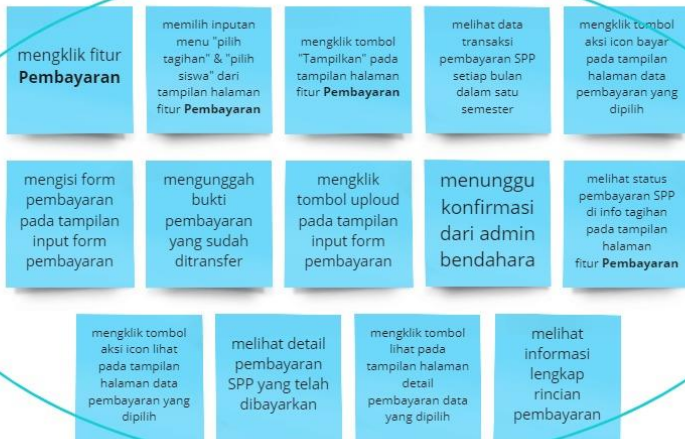 mengklik fitur
Pembayaran
memilih inputan
menu "pilih
tagihan" & "pilih
siswa" dari
tampilan halaman
fitur Pembayaran
mengklik tombol
"Tampilkan" pada
tampilan halaman
fitur Pembayaran
melihat data
transaksi
pembayaran SPP
setiap bulan
dalam satu
semester
mengklik tombol
aksi icon bayar
pada tampilan
halaman data
pembayaran yang
dipilih
mengisi form
pembayaran
pada tampilan
input form
pembayaran
mengunggah
bukti
pembayaran
yang sudah
ditransfer
mengklik
tombol uploud
pada tampilan
input form
pembayaran
menunggu
konfirmasi
dari admin
bendahara
melihat status
pembayaran SPP
di info tagihan
pada tampilan
halaman
fitur Pembayaran
mengklik tombol
aksi icon lihat
pada tampilan
halaman data
pembayaran yang
dipilih
melihat detail
pembayaran
SPP yang telah
dibayarkan
mengklik tombol
lihat pada
tampilan halaman
detail
pembayaran data
yang dipilih
melihat
informasi
lengkap
rincian
pembayaran